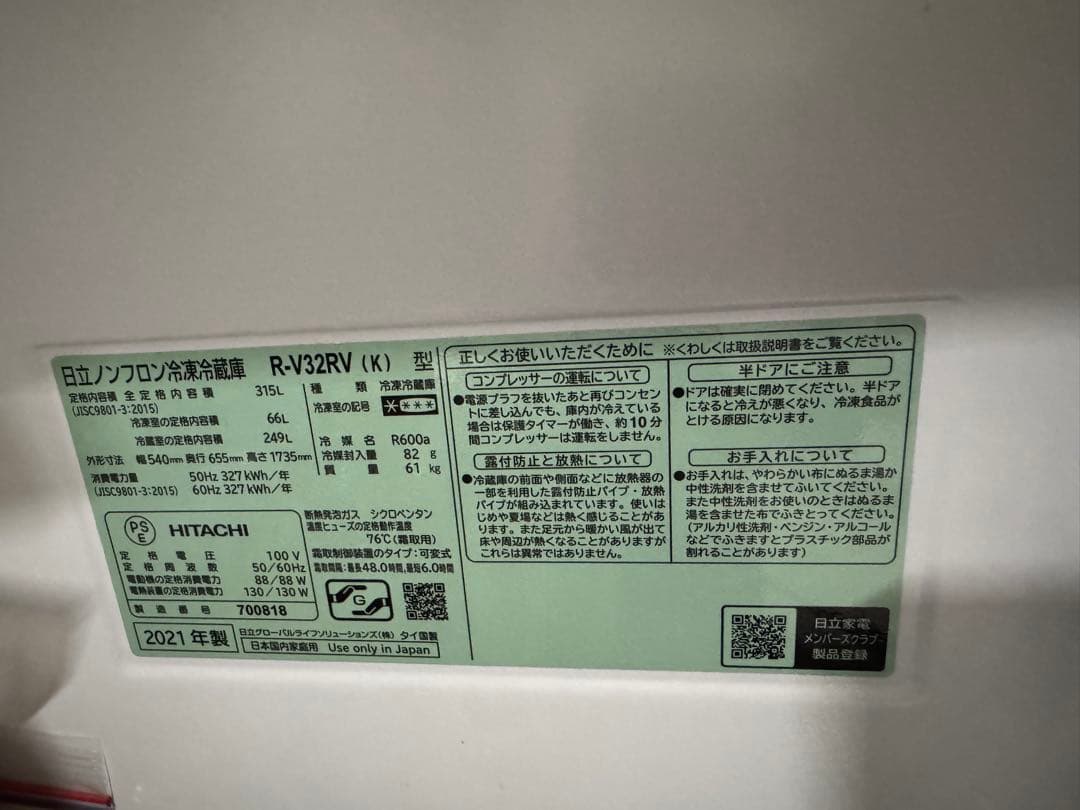 日立ノンフロン冷凍冷蔵庫 R-V32RV (K) 型
定格内容積 全定格内容積 315L
(JISC9801-3:2015)
冷凍室の定格内容積 66L
冷蔵室の定格内容積 249L
外形寸法 幅540mm 奥行655mm 高さ1735mm
消費電力量 50Hz 327kWh/年
(JISC9801-3:2015) 60Hz 327kWh/年
種類 冷凍冷蔵庫
冷凍室の記号 ****
冷媒名 R600a
冷媒封入量 82 g
質量 61 kg
PS
E
HITACHI
定格電圧 100V
定格周波数 50/60Hz
電動機の定格消費電力 88/88W
電熱装置の定格消費電力 130/130W
製造番号 700818
断熱発泡ガス シクロペンタン
温度ヒューズの定格動作温度
76℃(霜取用)
霜取制御装置のタイプ:可変式
霜取間隔:最長48.0時間,最短6.0時間
G
2021年製
日立グローバルライフソリューションズ(株) タイ国製
日本国内家庭用 Use only in Japan
正しくお使いいただくために ※くわしくは取扱説明書をご覧ください。
コンプレッサーの運転について
●電源プラグを抜いたあと再びコンセン
トに差し込んでも、庫内が冷えている
場合は保護タイマーが働き、約10分
間コンプレッサーは運転をしません。
露付防止と放熱について
●冷蔵庫の前面や側面などに放熱器の
一部を利用した露付防止パイプ・放熱
パイプが組み込まれています。使いは
じめや夏場などは熱く感じることがあ
ります。また足元から暖かい風が出て
床や周辺が熱くなることがありますが
これらは異常ではありません。
半ドアにご注意
●ドアは確実に閉めてください。半ドア
になると冷えが悪くなり、冷凍食品が
とける原因になります。
お手入れについて
●お手入れは、やわらかい布にぬるま湯か
中性洗剤を含ませてふいてください。
また中性洗剤をお使いのときはぬるま
湯を含ませた布でふきとってください。
(アルカリ性洗剤・ベンジン・アルコール
などでふきますとプラスチック部品が
割れることがあります)
日立家電
メンバーズクラブ
製品登録